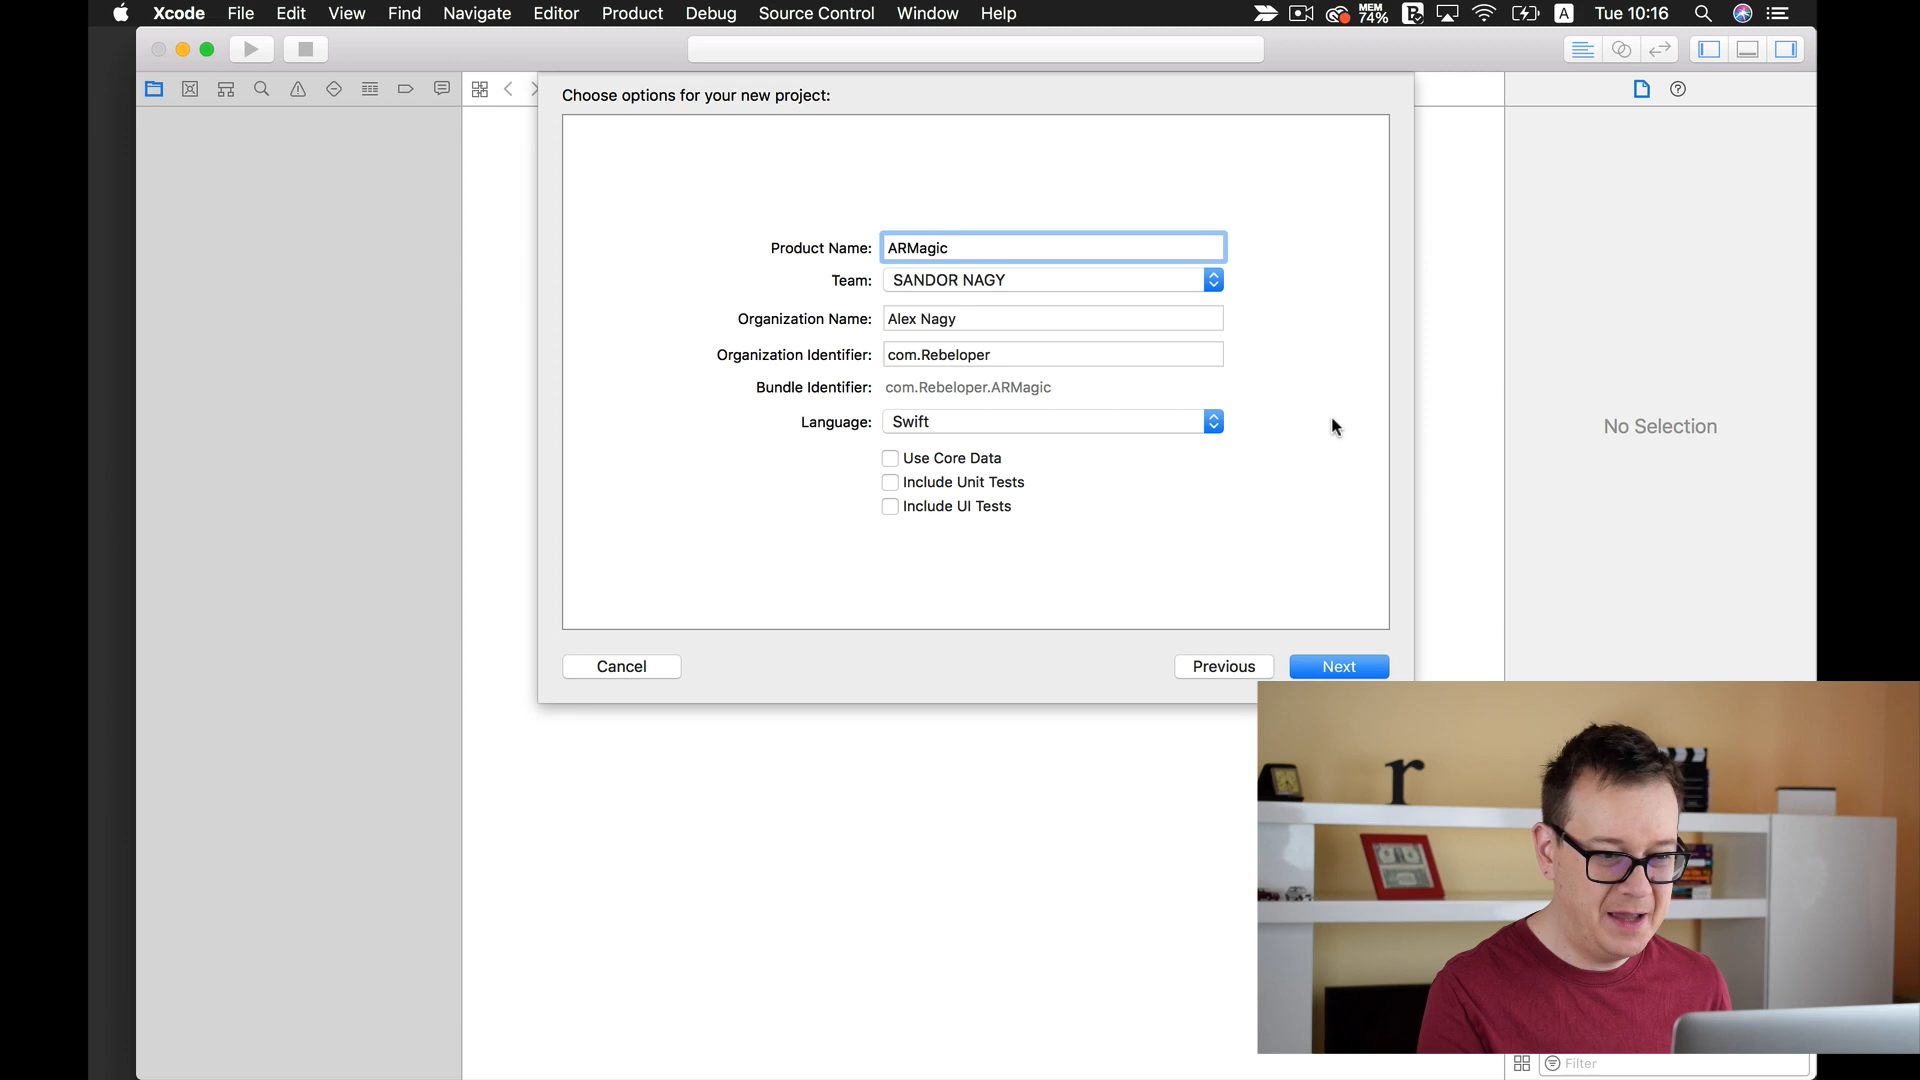 Xcode File Edit View Find Navigate Editor Product Debug Source Control Window Help MEM 74% A Tue 10:16
Choose options for your new project:
Product Name: ARMagic
Team: SANDOR NAGY
Organization Name: Alex Nagy
Organization Identifier: com.Rebeloper
Bundle Identifier: com.Rebeloper.ARMagic
Language: Swift
No Selection
Use Core Data
Include Unit Tests
Include UI Tests
Cancel Previous Next
r
Filter